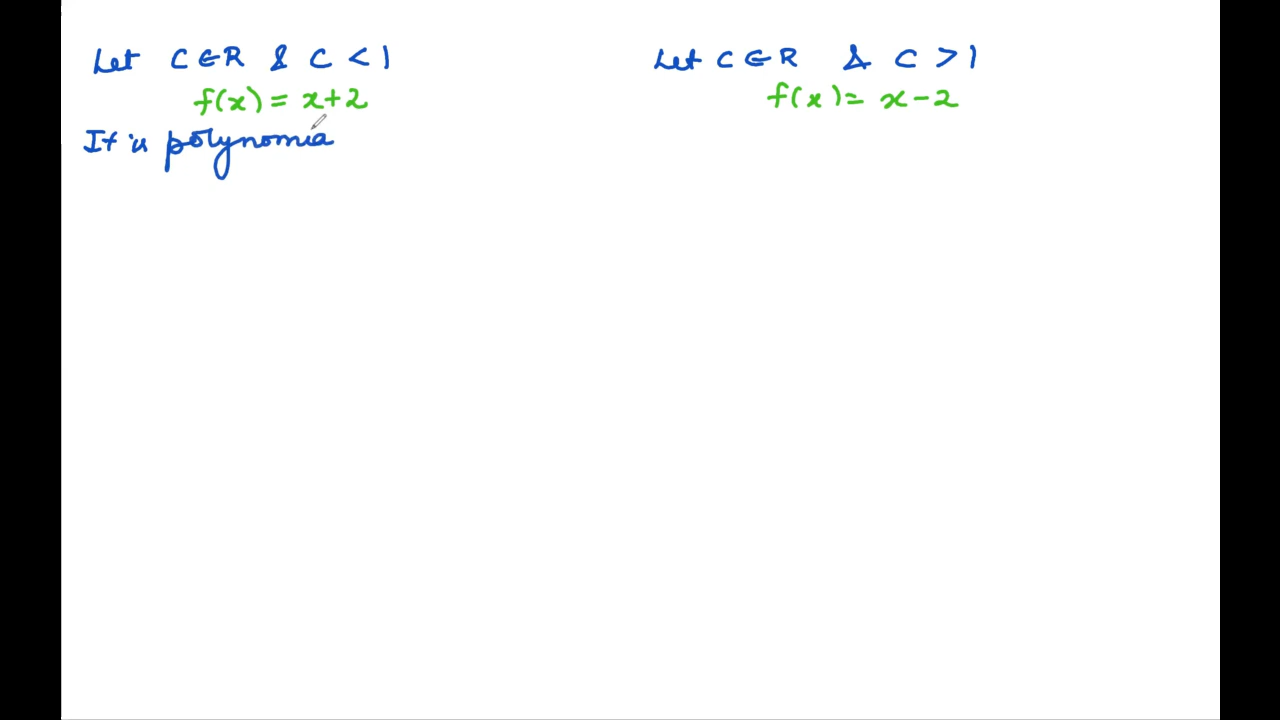 Let C ∈ R & C < 1
f(x) = x+2
It is polynomia
Let C ∈ R & C > 1
f(x) = x-2